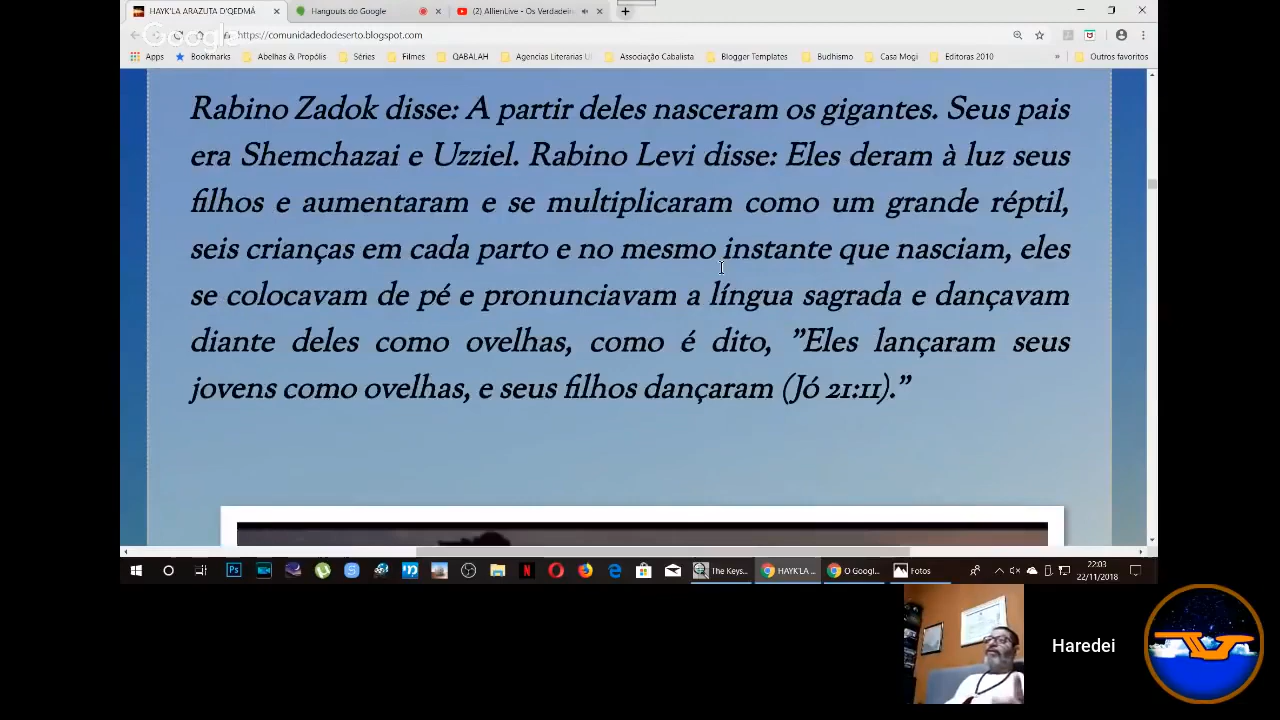 HAYK'LA ARAZUTA D'QEDMÁ
Hangouts do Google
(2) AllienLive - Os Verdadeir
Google
https://comunidadedodeserto.blogspot.com
Apps Bookmarks Abelhas & Propólis Séries Filmes QABALAH Agencias Literarias U Associação Cabalista Blogger Templates Budhismo Casa Mogi Editoras 2010 » Outros favoritos
Rabino Zadok disse: A partir deles nasceram os gigantes. Seus pais
era Shemchazai e Uzziel. Rabino Levi disse: Eles deram à luz seus
filhos e aumentaram e se multiplicaram como um grande réptil,
seis crianças em cada parto e no mesmo instante que nasciam, eles
se colocavam de pé e pronunciavam a língua sagrada e dançavam
diante deles como ovelhas, como é dito, "Eles lançaram seus
jovens como ovelhas, e seus filhos dançaram (Jó 21:11)."
The Keys... HAYK'LA ... O Googl... Fotos
22:03
22/11/2018
Haredei